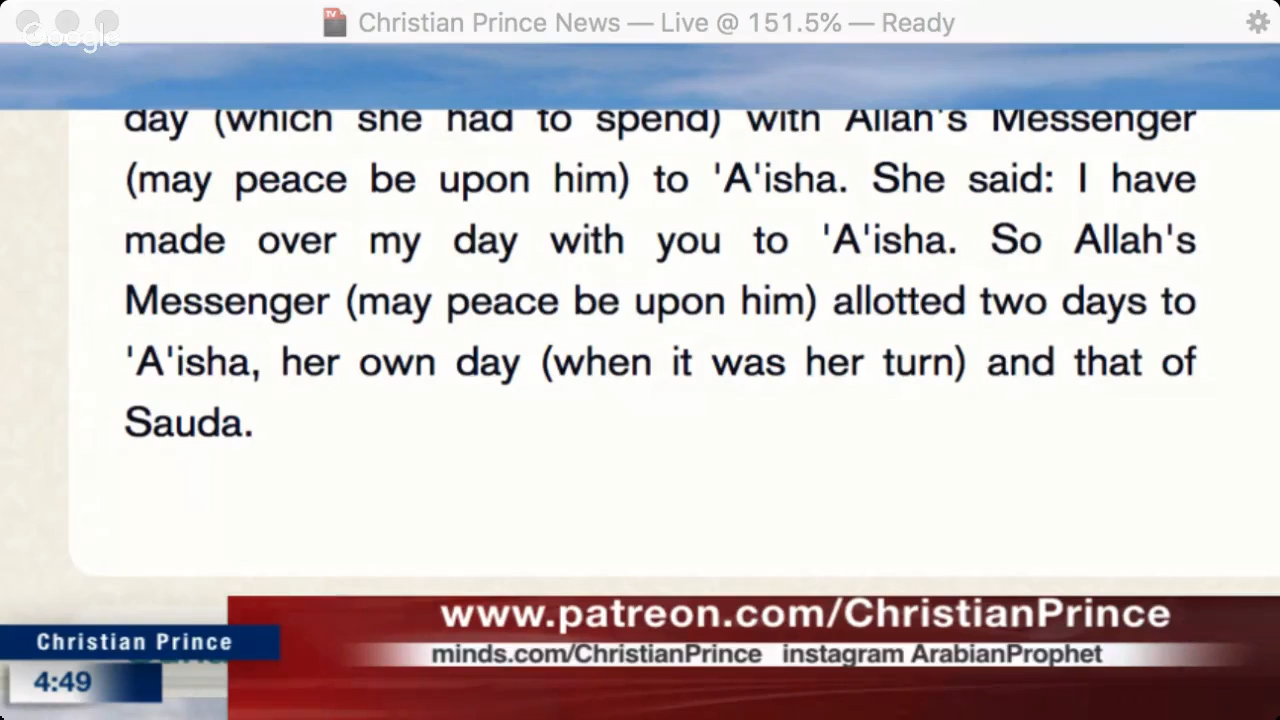 Christian Prince News — Live @ 151.5% — Ready
Google
day (which she had to spend) with Allah's Messenger
(may peace be upon him) to 'A'isha. She said: I have
made over my day with you to 'A'isha. So Allah's
Messenger (may peace be upon him) allotted two days to
'A'isha, her own day (when it was her turn) and that of
Sauda.
www.patreon.com/ChristianPrince
Christian Prince
minds.com/ChristianPrince instagram ArabianProphet
4:49